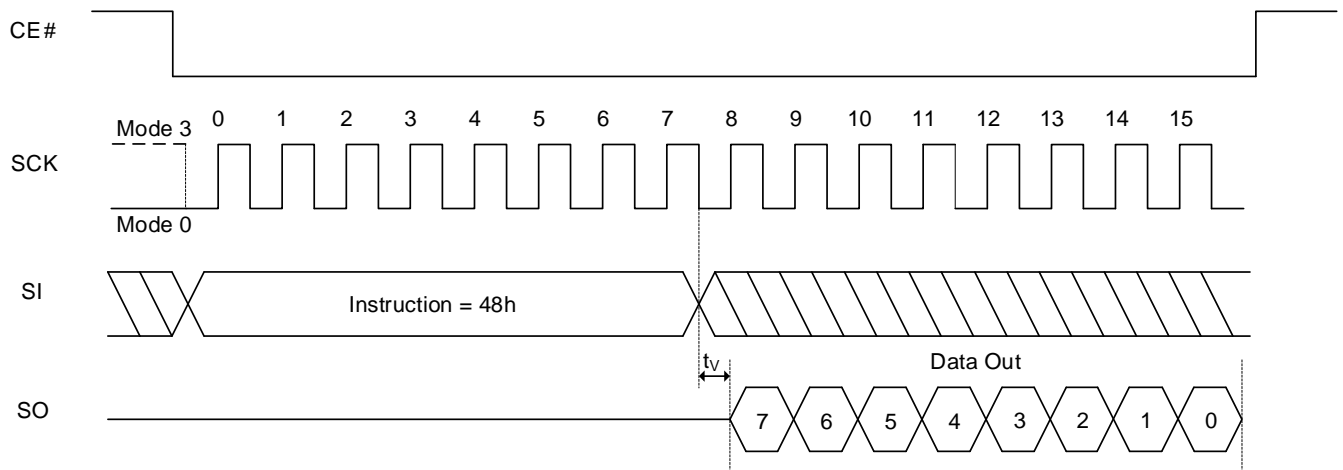 CE#
0 1 2 3 4 5 6 7 8 9 10 11 12 13 14 15
Mode 3
SCK
Mode 0
SI
Instruction = 48h
tV
Data Out
SO
7 6 5 4 3 2 1 0